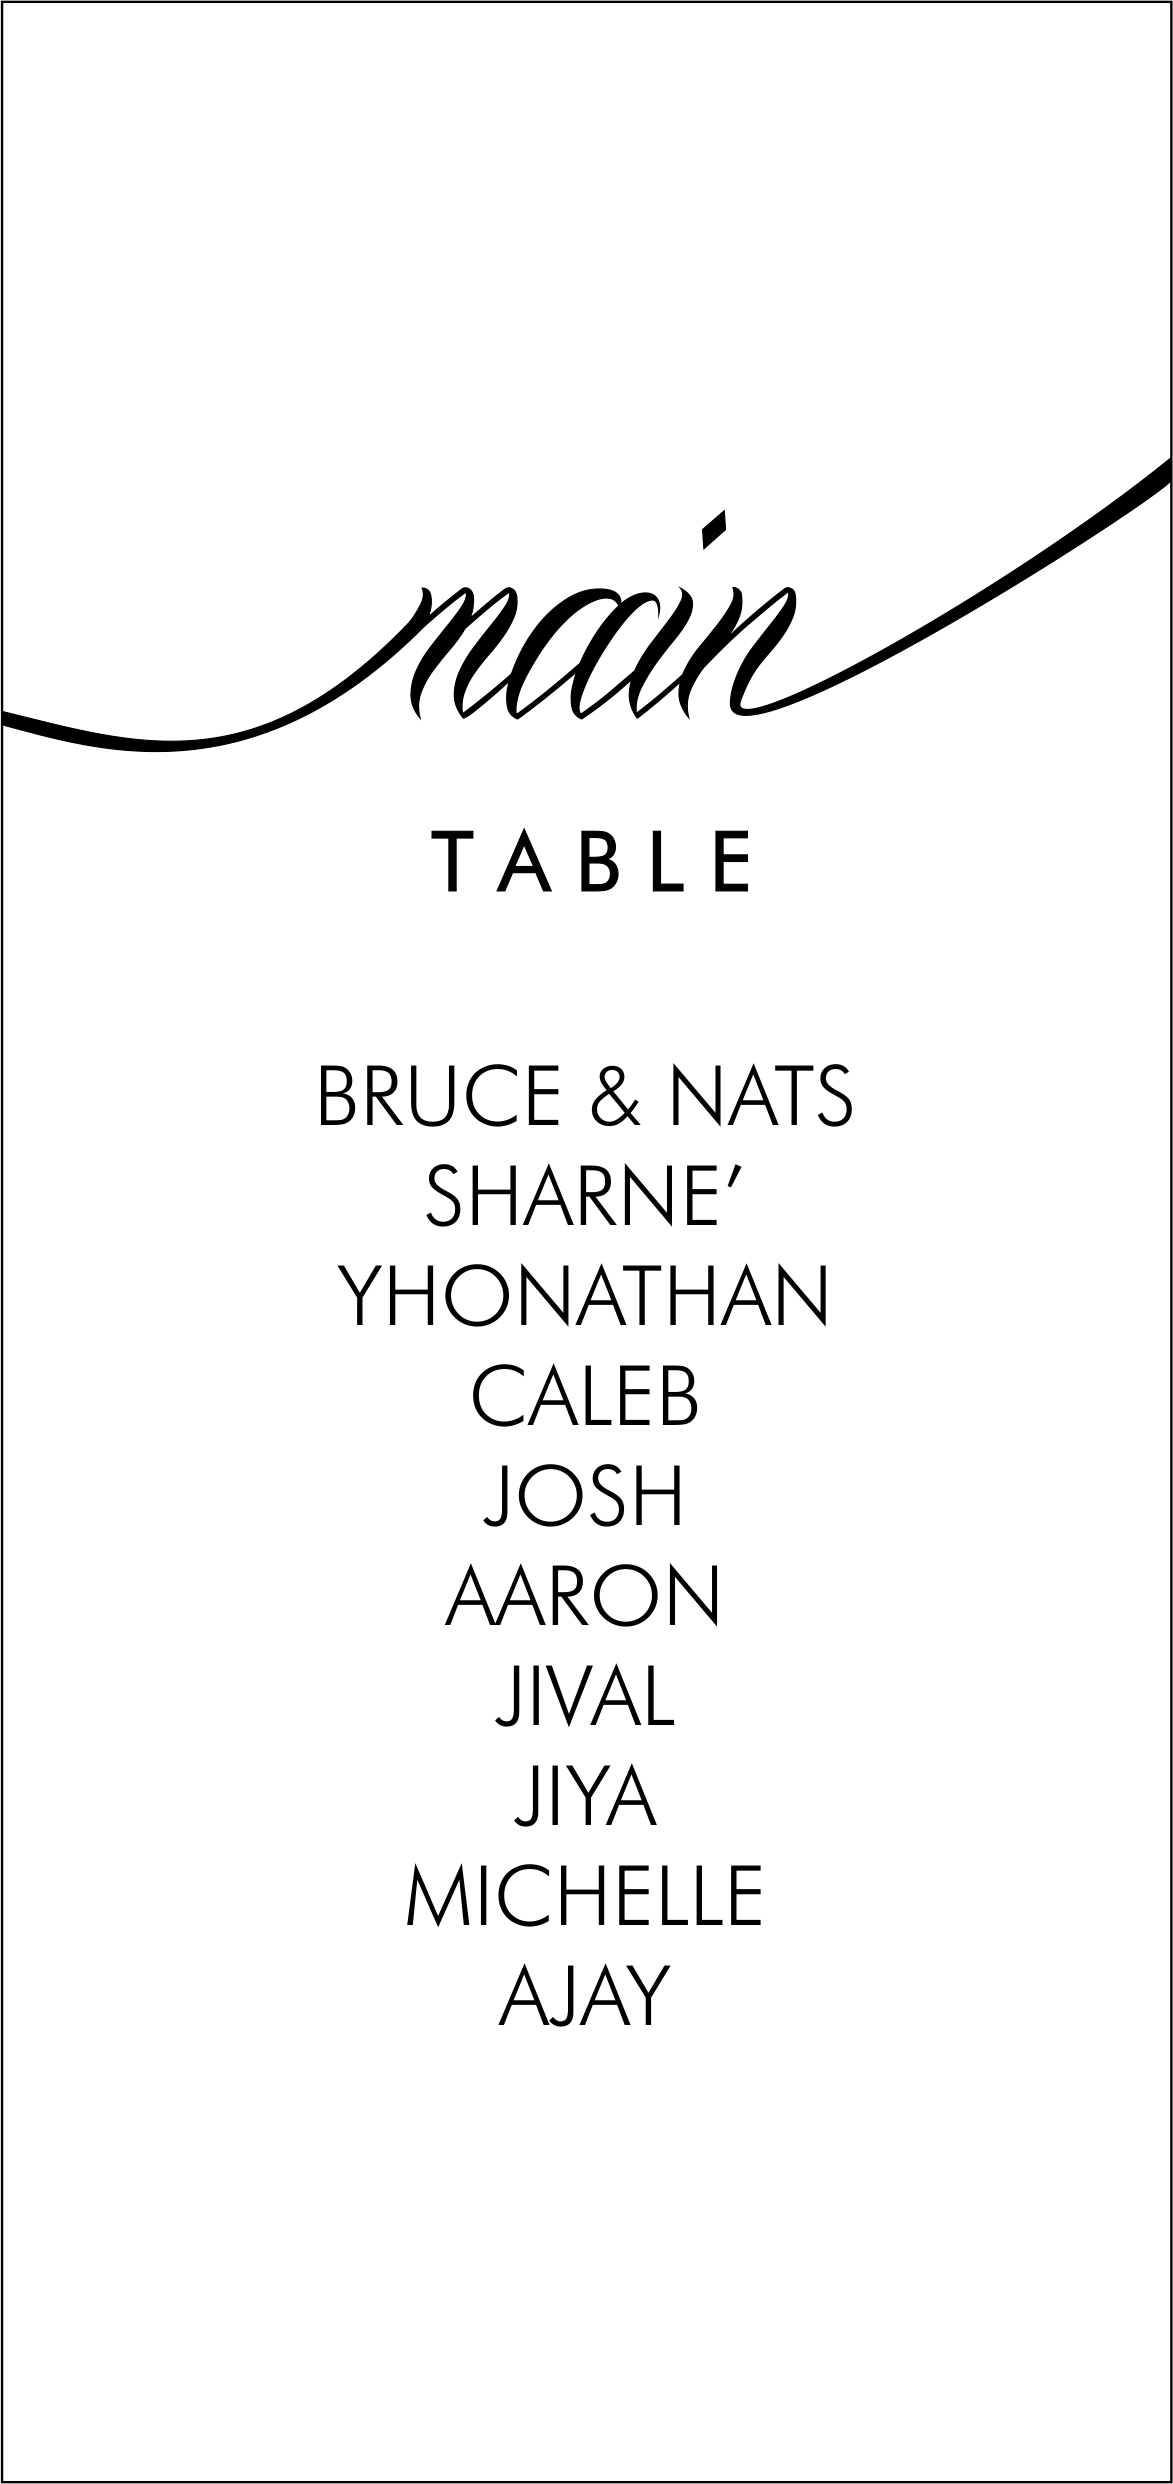 main
TABLE
BRUCE & NATS
SHARNE’
YHONATHAN
CALEB
JOSH
AARON
JIVAL
JIYA
MICHELLE
AJAY